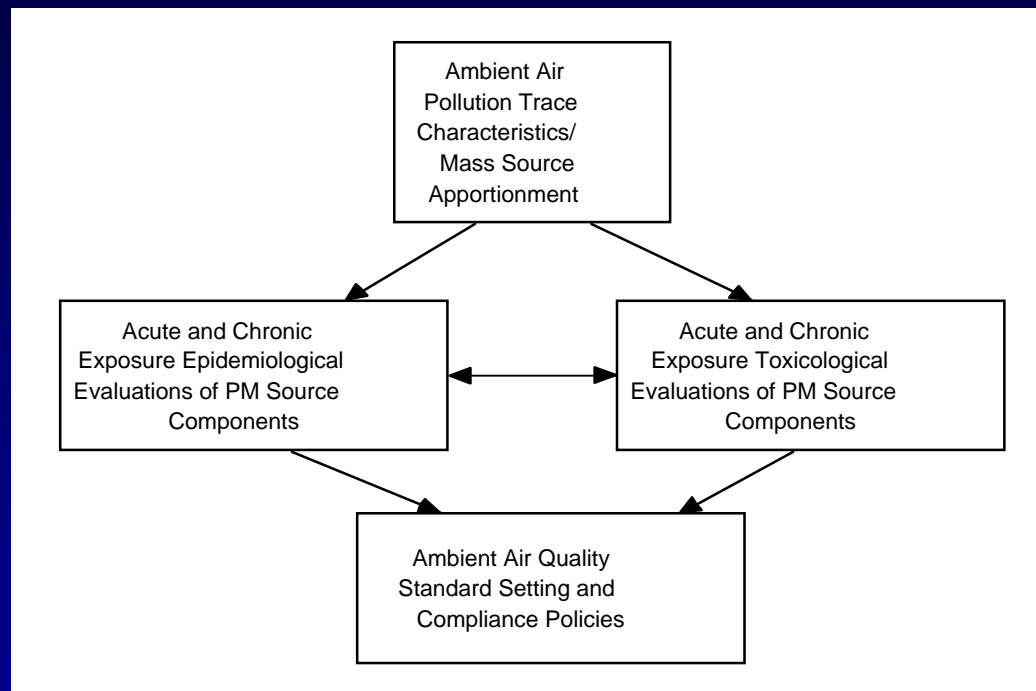 Ambient Air
Pollution Trace
Characteristics/
Mass Source
Apportionment
Acute and Chronic
Exposure Epidemiological
Evaluations of PM Source
Components
Acute and Chronic
Exposure Toxicological
Evaluations of PM Source
Components
Ambient Air Quality
Standard Setting and
Compliance Policies